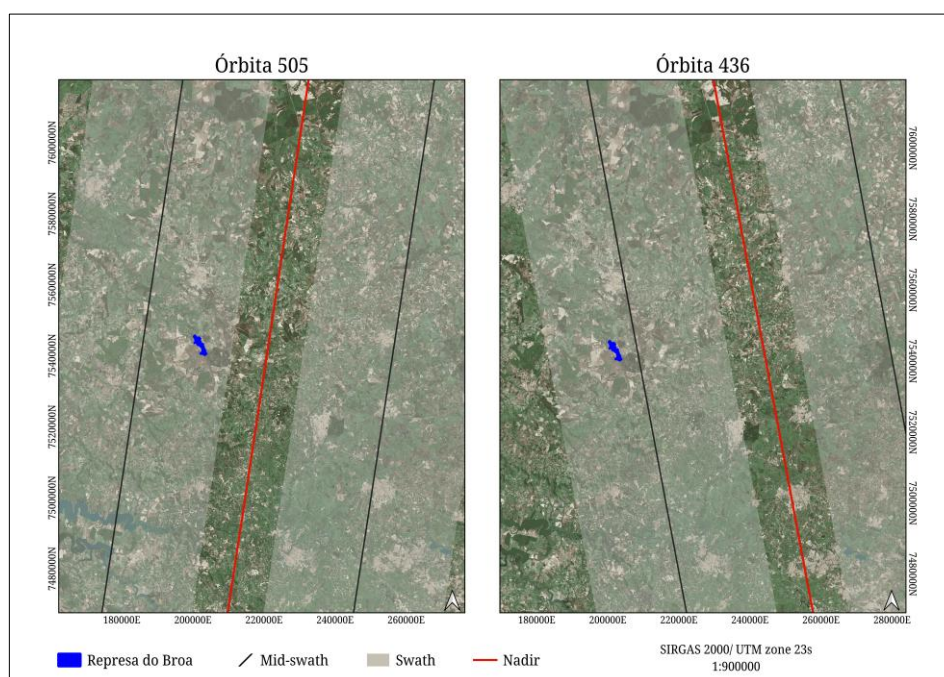 Órbita 505
Órbita 436
7600000N
7580000N
7560000N
7540000N
7520000N
7500000N
7480000N
7600000N
7580000N
7560000N
7540000N
7520000N
7500000N
7480000N
180000E 200000E 220000E 240000E 260000E
180000E 200000E 220000E 240000E 260000E 280000E
Represa do Broa Mid-swath Swath Nadir
SIRGAS 2000/ UTM zone 23s
1:900000